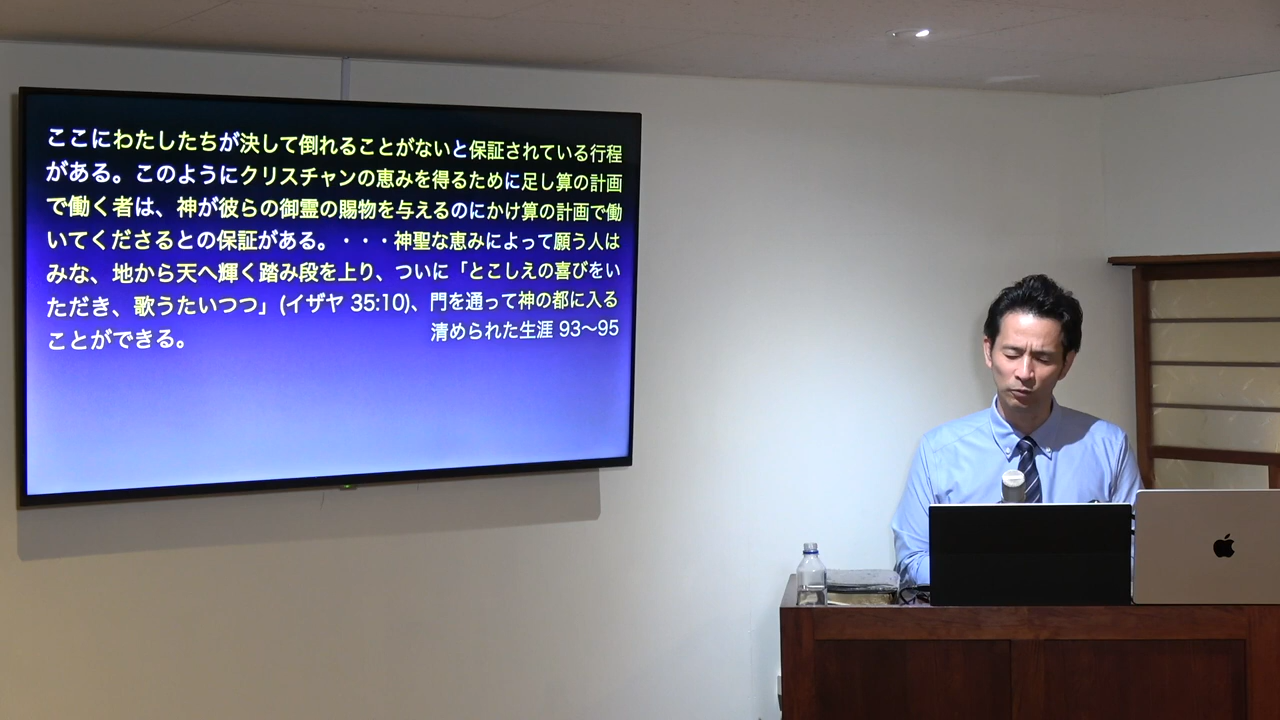 ここにわたしたちが決して倒れることがないと保証されている行程
がある。このようにクリスチャンの恵みを得るために足し算の計画
で働く者は、神が彼らの御霊の賜物を与えるのにかけ算の計画で働
いてくださるとの保証がある。・・・神聖な恵みによって願う人は
みな、地から天へ輝く踏み段を上り、ついに「とこしえの喜びをい
ただき、歌うたいつつ」(イザヤ 35:10)、門を通って神の都に入る
ことができる。
清められた生涯 93〜95